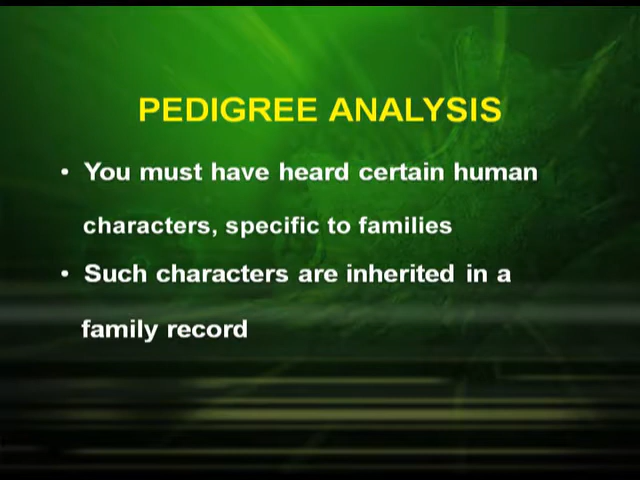 PEDIGREE ANALYSIS
• You must have heard certain human
characters, specific to families
• Such characters are inherited in a
family record